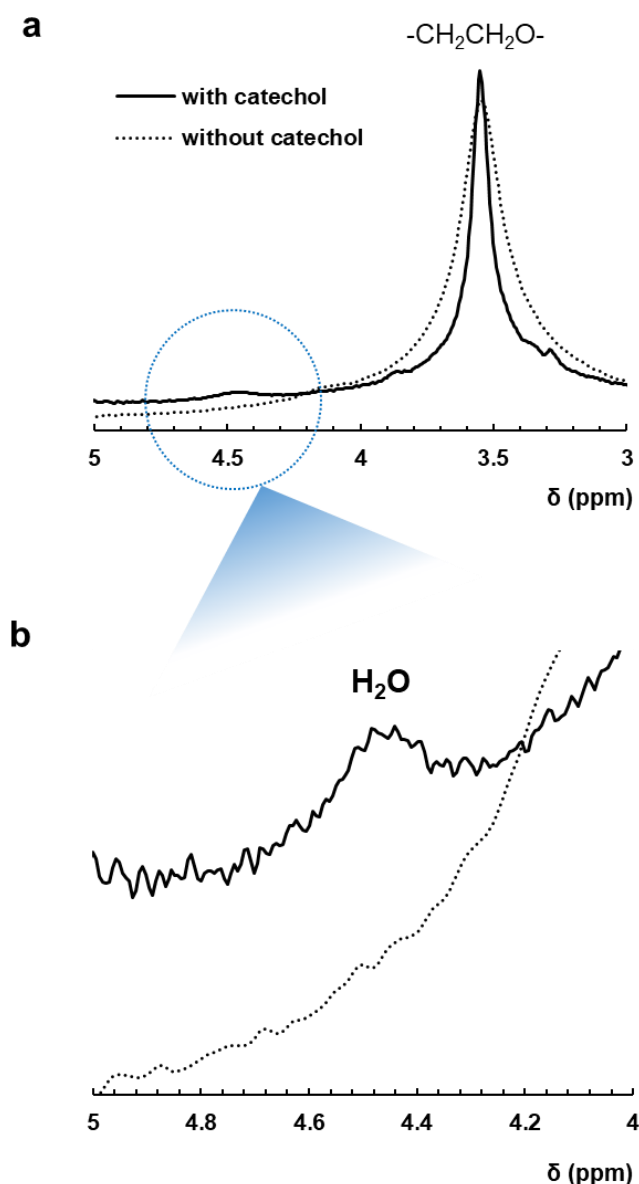 a
-CH₂CH₂O-
with catechol
without catechol
5 4.5 4 3.5 3
δ (ppm)
b
H₂O
5 4.8 4.6 4.4 4.2 4
δ (ppm)